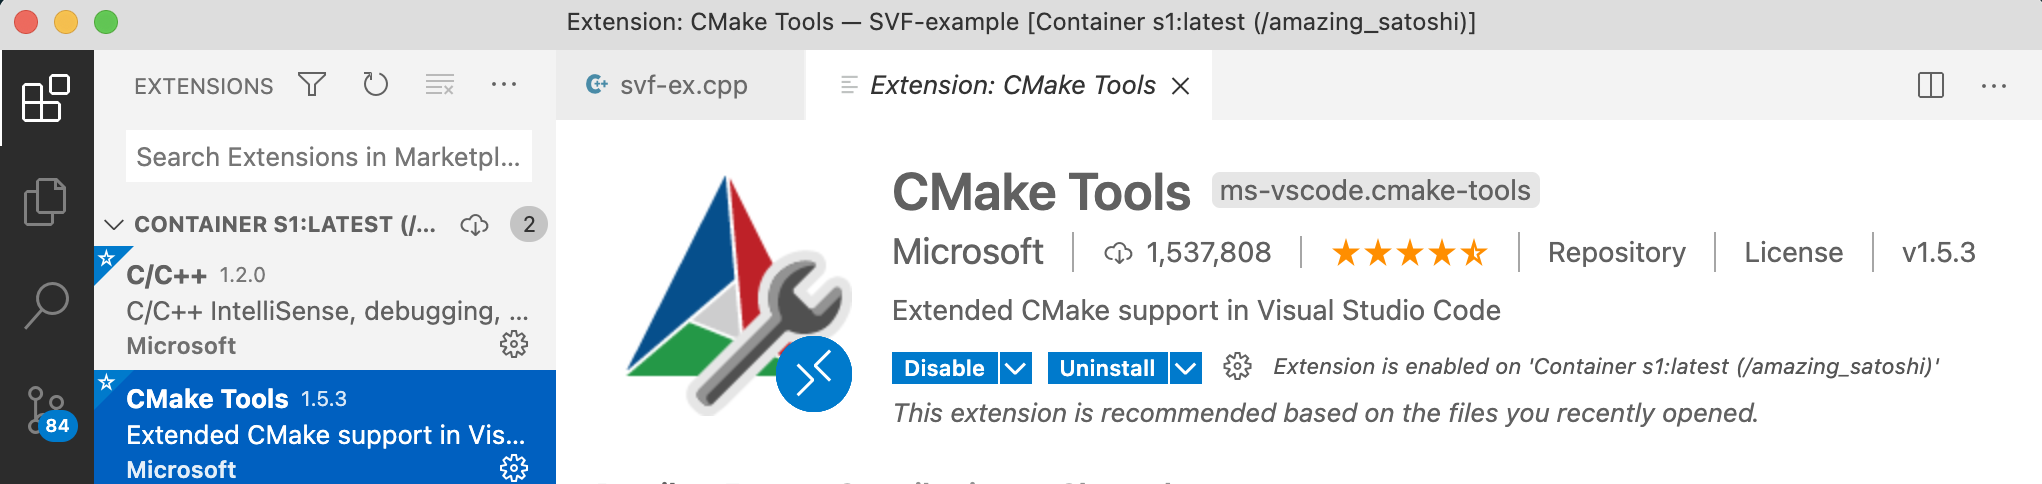 Extension: CMake Tools — SVF-example [Container s1:latest (/amazing_satoshi)]
EXTENSIONS
Search Extensions in Marketpl...
CONTAINER S1:LATEST (/... 2
C/C++ 1.2.0
C/C++ IntelliSense, debugging, ...
Microsoft
CMake Tools 1.5.3
Extended CMake support in Vis...
Microsoft
84
svf-ex.cpp
Extension: CMake Tools
CMake Tools ms-vscode.cmake-tools
Microsoft 1,537,808 Repository License v1.5.3
Extended CMake support in Visual Studio Code
Disable Uninstall Extension is enabled on 'Container s1:latest (/amazing_satoshi)'
This extension is recommended based on the files you recently opened.